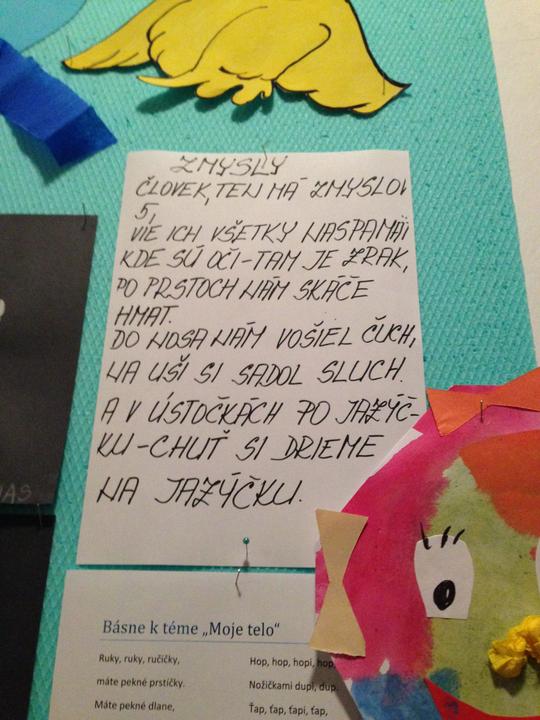 ZMYSLY
ČLOVEK, TEN MÁ ZMYSLOV
5,
VIE ICH VŠETKY NASPAMÄŤ
KDE SÚ OČI-TAM JE ZRAK,
PO PRSTOCH NÁM SKÁČE
HMAT.
DO NOSA NÁM VOŠIEL ČUCH,
NA UŠI SI SADOL SLUCH.
A V ÚSTOČKÁCH PO JAZÝČ-
KU-CHUŤ SI DRIEME
NA JAZÝČKU.
Básne k téme „Moje telo"
Ruky, ruky, ručičky,
máte pekné prstíčky.
Máte pekné dlane,
Hop, hop, hopi, hop,
Nožičkami dupi, dup.
Ťap, ťap, ťapi, ťap,